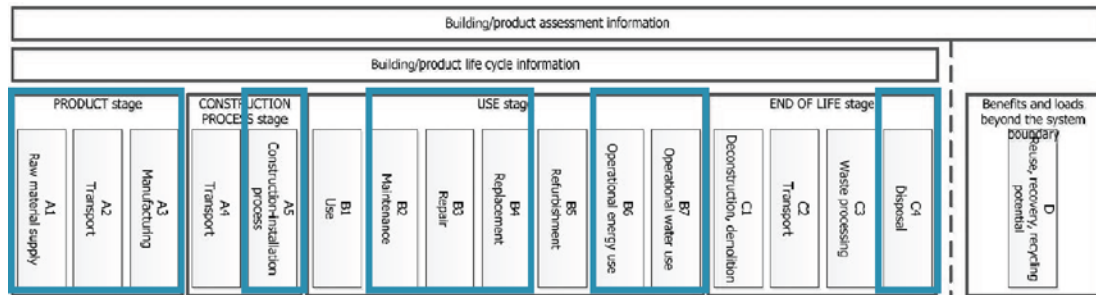 Building/product assessment information
Building/product life cycle information
PRODUCT stage
CONSTRUCTION
PROCESS stage
USE stage
END OF LIFE stage
Benefits and loads
beyond the system
boundary
A1
Raw material supply
A2
Transport
A3
Manufacturing
A4
Transport
A5
Construction-Installation
process
B1
Use
B2
Maintenance
B3
Repair
B4
Replacement
B5
Refurbishment
B6
Operational energy use
B7
Operational water use
C1
Deconstruction, demolition
C2
Transport
C3
Waste processing
C4
Disposal
D
Reuse, recovery, recycling
potential